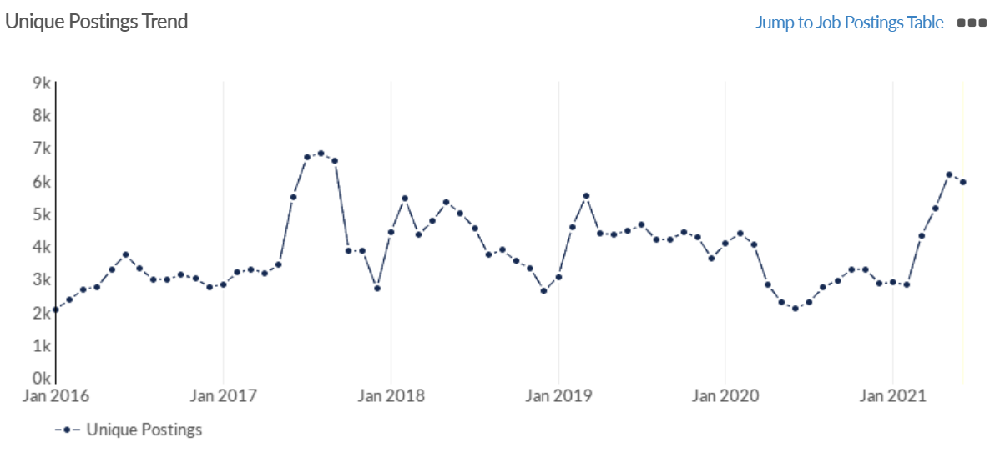 Unique Postings Trend
Jump to Job Postings Table
9k
8k
7k
6k
5k
4k
3k
2k
1k
0k
Jan 2016 Jan 2017 Jan 2018 Jan 2019 Jan 2020 Jan 2021
Unique Postings